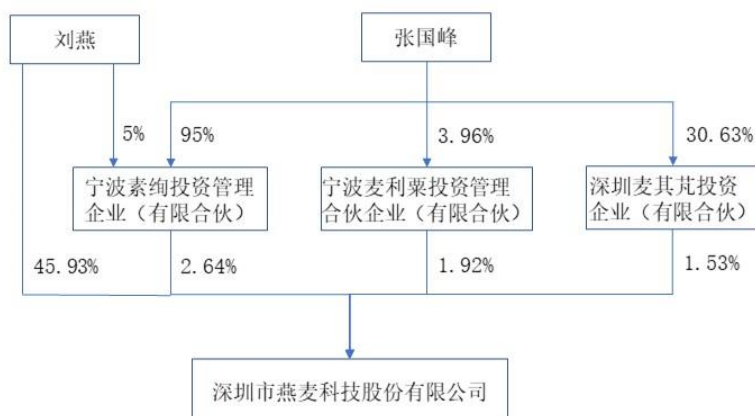 刘燕
张国峰
5%
95%
3.96%
30.63%
宁波素绚投资管理
企业（有限合伙）
宁波麦利粟投资管理
合伙企业（有限合伙）
深圳麦其芃投资
企业（有限合伙）
45.93%
2.64%
1.92%
1.53%
深圳市燕麦科技股份有限公司